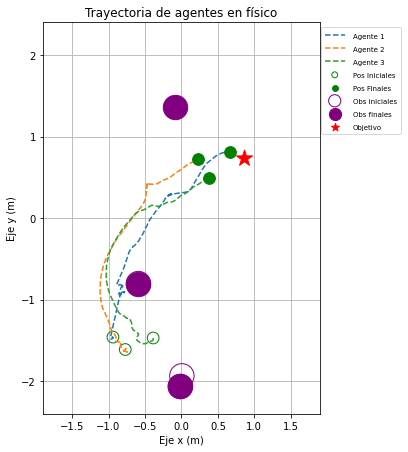 Trayectoria de agentes en físico
Agente 1
Agente 2
Agente 3
Pos Iniciales
Pos Finales
Obs iniciales
Obs finales
Objetivo
Eje y (m)
2
1
0
−1
−2
−1.5
−1.0
−0.5
0.0
0.5
1.0
1.5
Eje x (m)